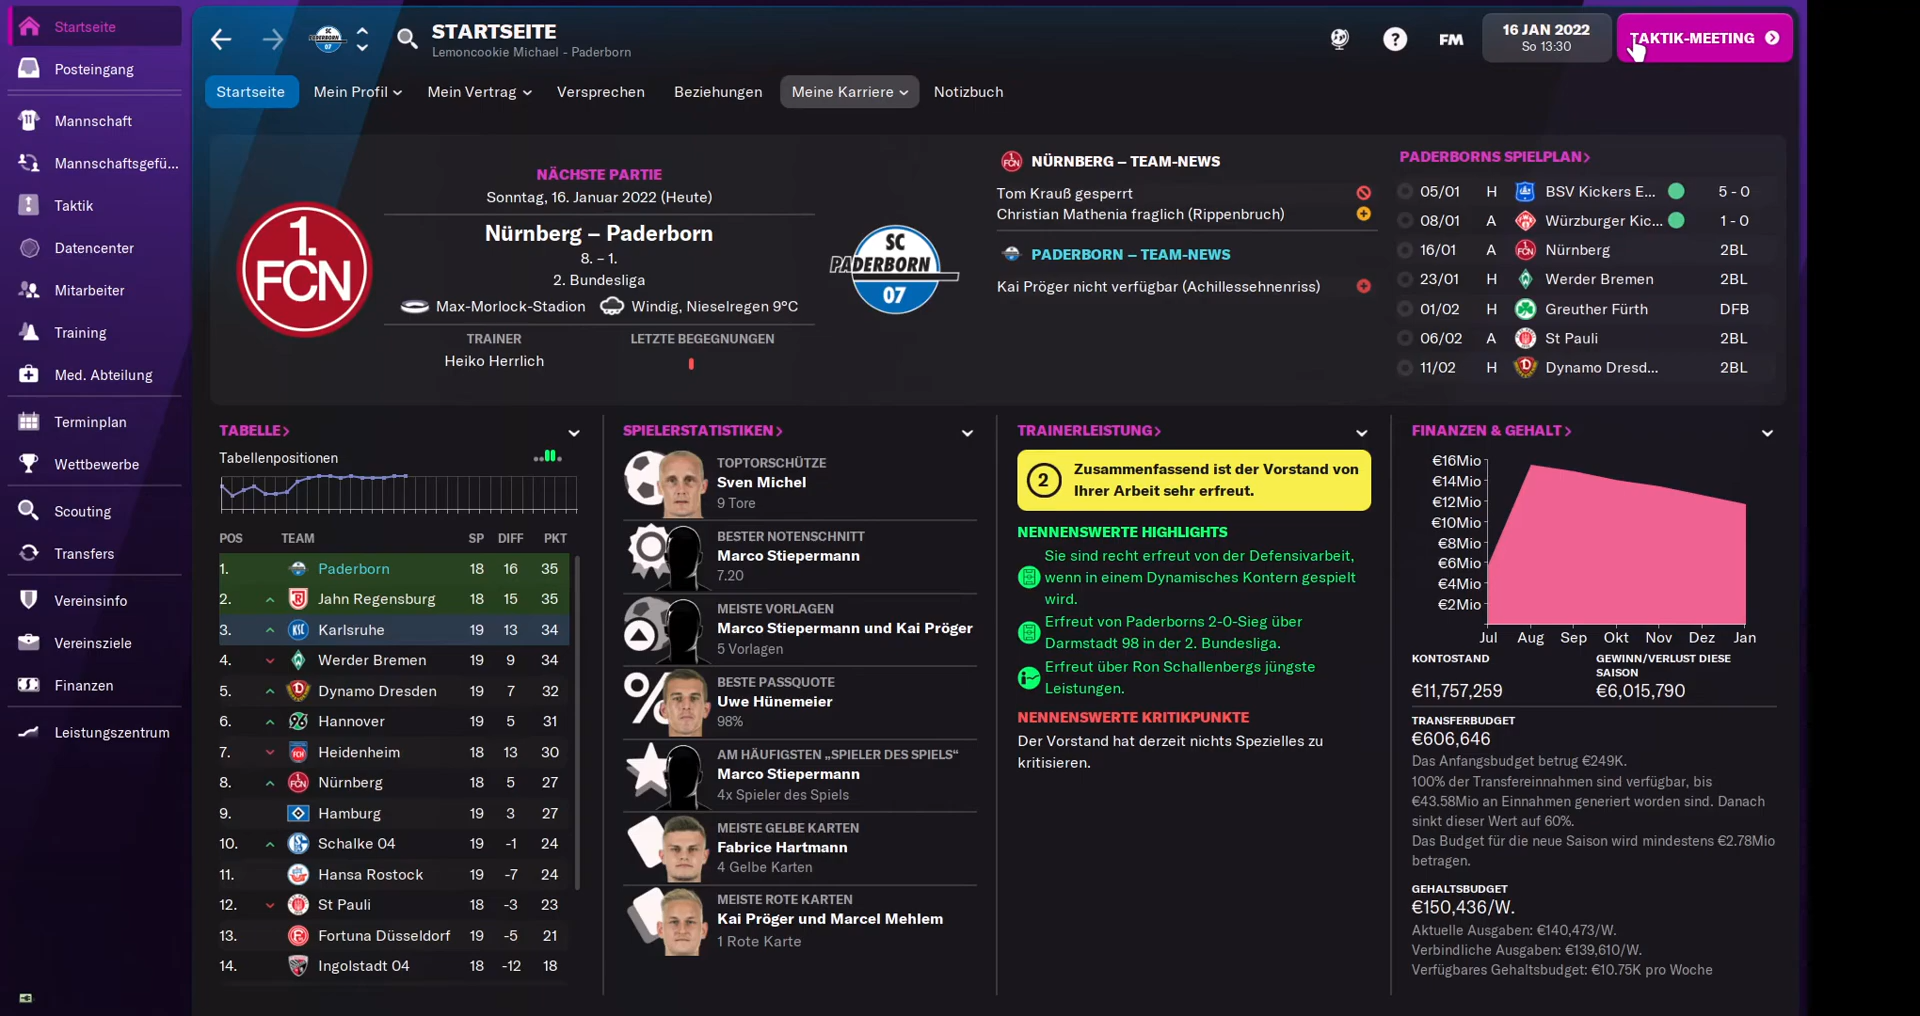 Startseite
Posteingang
Mannschaft
Mannschaftsgefü...
Taktik
Datencenter
Mitarbeiter
Training
Med. Abteilung
Terminplan
Wettbewerbe
Scouting
Transfers
Vereinsinfo
Vereinsziele
Finanzen
Leistungszentrum
SC
PADERBORN
07
STARTSEITE
Lemoncookie Michael - Paderborn
?
FM
16 JAN 2022
So 13:30
TAKTIK-MEETING
Startseite Mein Profil Mein Vertrag Versprechen Beziehungen Meine Karriere Notizbuch
1.
FCN
NÄCHSTE PARTIE
Sonntag, 16. Januar 2022 (Heute)
Nürnberg – Paderborn
8. – 1.
2. Bundesliga
Max-Morlock-Stadion Windig, Nieselregen 9°C
TRAINER
Heiko Herrlich
LETZTE BEGEGNUNGEN
SC
PADERBORN
07
NÜRNBERG – TEAM-NEWS
Tom Krauß gesperrt
Christian Mathenia fraglich (Rippenbruch)
PADERBORN – TEAM-NEWS
Kai Pröger nicht verfügbar (Achillessehnenriss)
PADERBORNS SPIELPLAN
05/01 H BSV Kickers E... 5 - 0
08/01 A Würzburger Kic... 1 - 0
16/01 A Nürnberg 2BL
23/01 H Werder Bremen 2BL
01/02 H Greuther Fürth DFB
06/02 A St Pauli 2BL
11/02 H Dynamo Dresd... 2BL
TABELLE
Tabellenpositionen
POS TEAM SP DIFF PKT
1. Paderborn 18 16 35
2. Jahn Regensburg 18 15 35
3. Karlsruhe 19 13 34
4. Werder Bremen 19 9 34
5. Dynamo Dresden 19 7 32
6. Hannover 19 5 31
7. Heidenheim 18 13 30
8. Nürnberg 18 5 27
9. Hamburg 19 3 27
10. Schalke 04 19 -1 24
11. Hansa Rostock 19 -7 24
12. St Pauli 18 -3 23
13. Fortuna Düsseldorf 19 -5 21
14. Ingolstadt 04 18 -12 18
SPIELERSTATISTIKEN
TOPTORSCHÜTZE
Sven Michel
9 Tore
BESTER NOTENSCHNITT
Marco Stiepermann
7.20
MEISTE VORLAGEN
Marco Stiepermann und Kai Pröger
5 Vorlagen
BESTE PASSQUOTE
Uwe Hünemeier
98%
AM HÄUFIGSTEN „SPIELER DES SPIELS“
Marco Stiepermann
4x Spieler des Spiels
MEISTE GELBE KARTEN
Fabrice Hartmann
4 Gelbe Karten
MEISTE ROTE KARTEN
Kai Pröger und Marcel Mehlem
1 Rote Karte
TRAINERLEISTUNG
2
Zusammenfassend ist der Vorstand von
Ihrer Arbeit sehr erfreut.
NENNENSWERTE HIGHLIGHTS
Sie sind recht erfreut von der Defensivarbeit,
wenn in einem Dynamisches Kontern gespielt
wird.
Erfreut von Paderborns 2-0-Sieg über
Darmstadt 98 in der 2. Bundesliga.
Erfreut über Ron Schallenbergs jüngste
Leistungen.
NENNENSWERTE KRITIKPUNKTE
Der Vorstand hat derzeit nichts Spezielles zu
kritisieren.
FINANZEN & GEHALT
€16Mio
€14Mio
€12Mio
€10Mio
€8Mio
€6Mio
€4Mio
€2Mio
Jul Aug Sep Okt Nov Dez Jan
KONTOSTAND
€11,757,259
GEWINN/VERLUST DIESE
SAISON
€6,015,790
TRANSFERBUDGET
€606,646
Das Anfangsbudget betrug €249K.
100% der Transfereinnahmen sind verfügbar, bis
€43.58Mio an Einnahmen generiert worden sind. Danach
sinkt dieser Wert auf 60%.
Das Budget für die neue Saison wird mindestens €2.78Mio
betragen.
GEHALTSBUDGET
€150,436/W.
Aktuelle Ausgaben: €140,473/W.
Verbindliche Ausgaben: €139,610/W.
Verfügbares Gehaltsbudget: €10.75K pro Woche